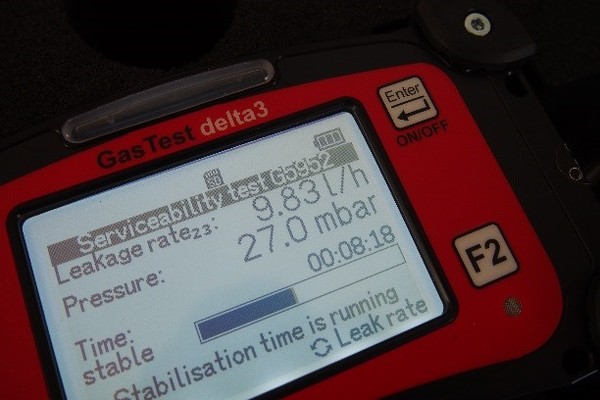 GasTest delta3
Enter
ON/OFF
Serviceability test G5952
Leakage rate23: 9.83 l/h
Pressure: 27.0 mbar
Time: 00:08:18
stable
Stabilisation time is running
Leak rate
F2